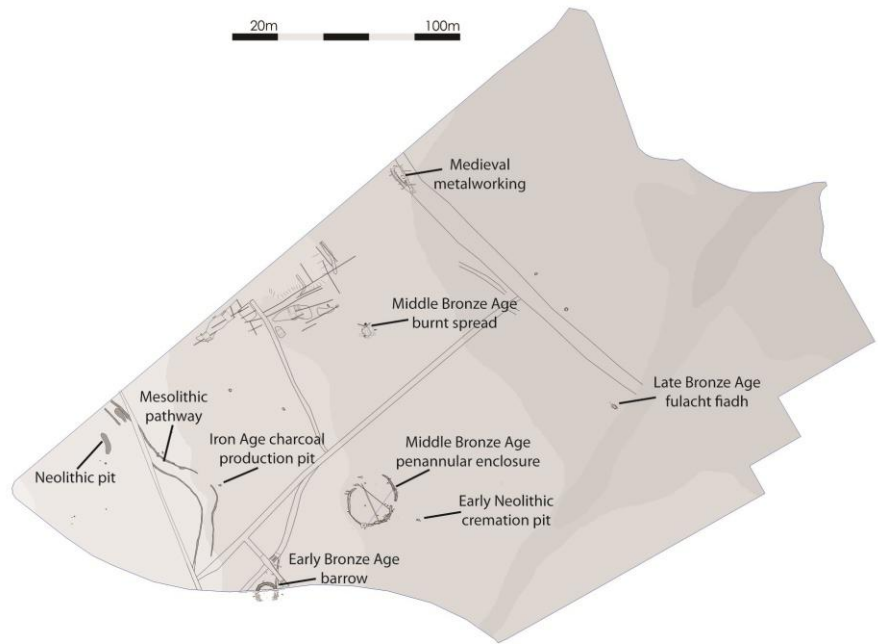 20m 100m
Medieval
metalworking
Middle Bronze Age
burnt spread
Late Bronze Age
fulacht fiadh
Mesolithic
pathway
Iron Age charcoal
production pit
Neolithic pit
Middle Bronze Age
penannular enclosure
Early Neolithic
cremation pit
Early Bronze Age
barrow